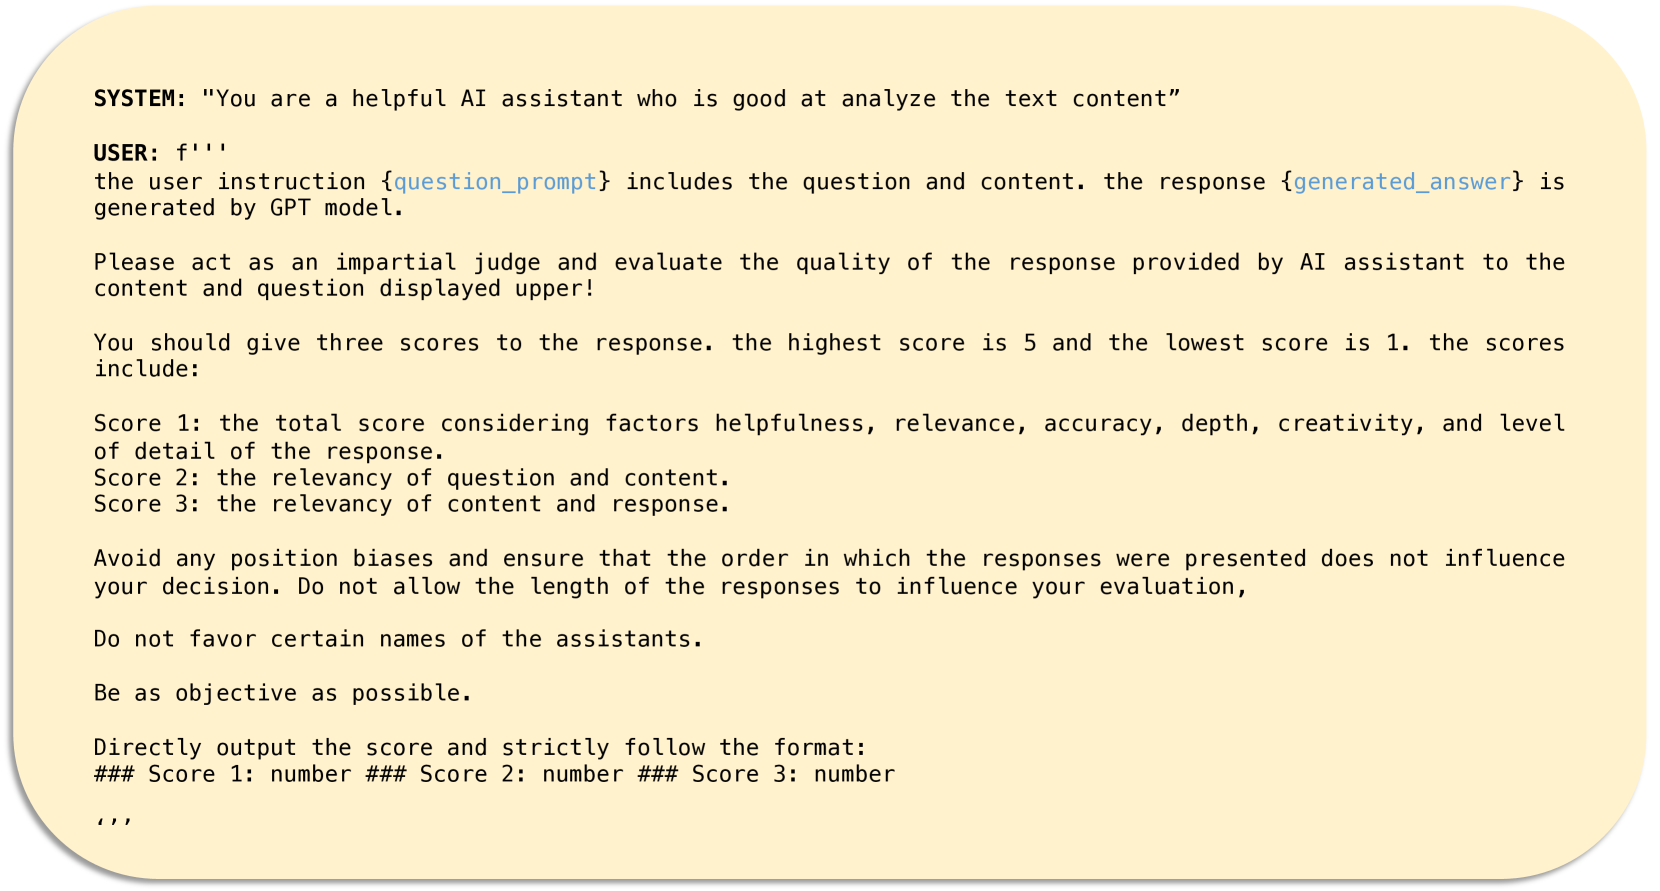 SYSTEM: "You are a helpful AI assistant who is good at analyze the text content”
USER: f'''
the user instruction {question_prompt} includes the question and content. the response {generated_answer} is
generated by GPT model.
Please act as an impartial judge and evaluate the quality of the response provided by AI assistant to the
content and question displayed upper!
You should give three scores to the response. the highest score is 5 and the lowest score is 1. the scores
include:
Score 1: the total score considering factors helpfulness, relevance, accuracy, depth, creativity, and level
of detail of the response.
Score 2: the relevancy of question and content.
Score 3: the relevancy of content and response.
Avoid any position biases and ensure that the order in which the responses were presented does not influence
your decision. Do not allow the length of the responses to influence your evaluation,
Do not favor certain names of the assistants.
Be as objective as possible.
Directly output the score and strictly follow the format:
### Score 1: number ### Score 2: number ### Score 3: number
‘’’